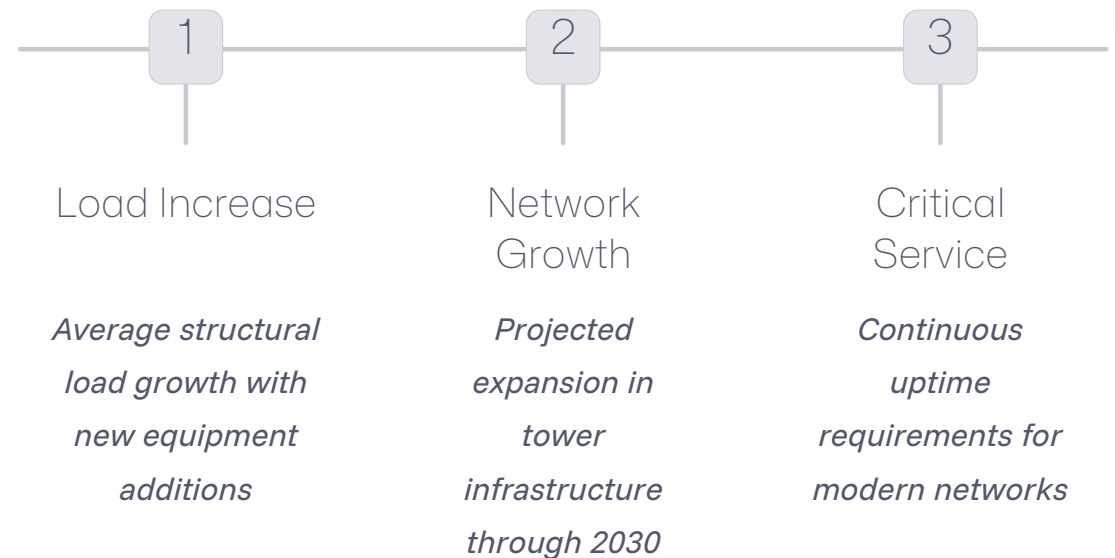 1
2
3
Load Increase
Average structural
load growth with
new equipment
additions
Network
Growth
Projected
expansion in
tower
infrastructure
through 2030
Critical
Service
Continuous
uptime
requirements for
modern networks